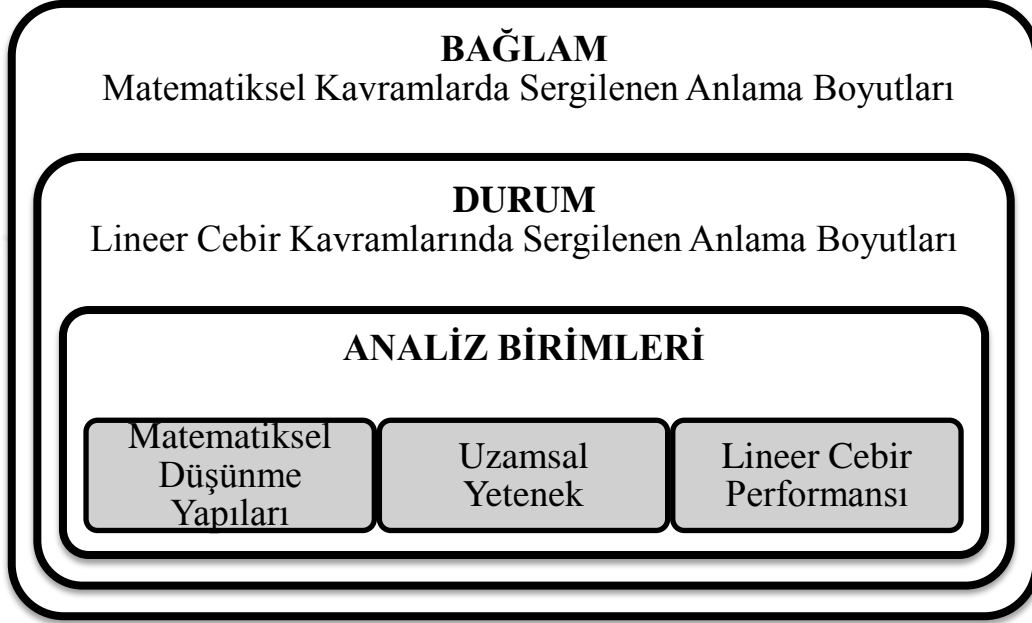 BAĞLAM
Matematiksel Kavramlarda Sergilenen Anlama Boyutları
DURUM
Lineer Cebir Kavramlarında Sergilenen Anlama Boyutları
ANALİZ BİRİMLERİ
Matematiksel
Düşünme
Yapıları
Uzamsal
Yetenek
Lineer Cebir
Performansı